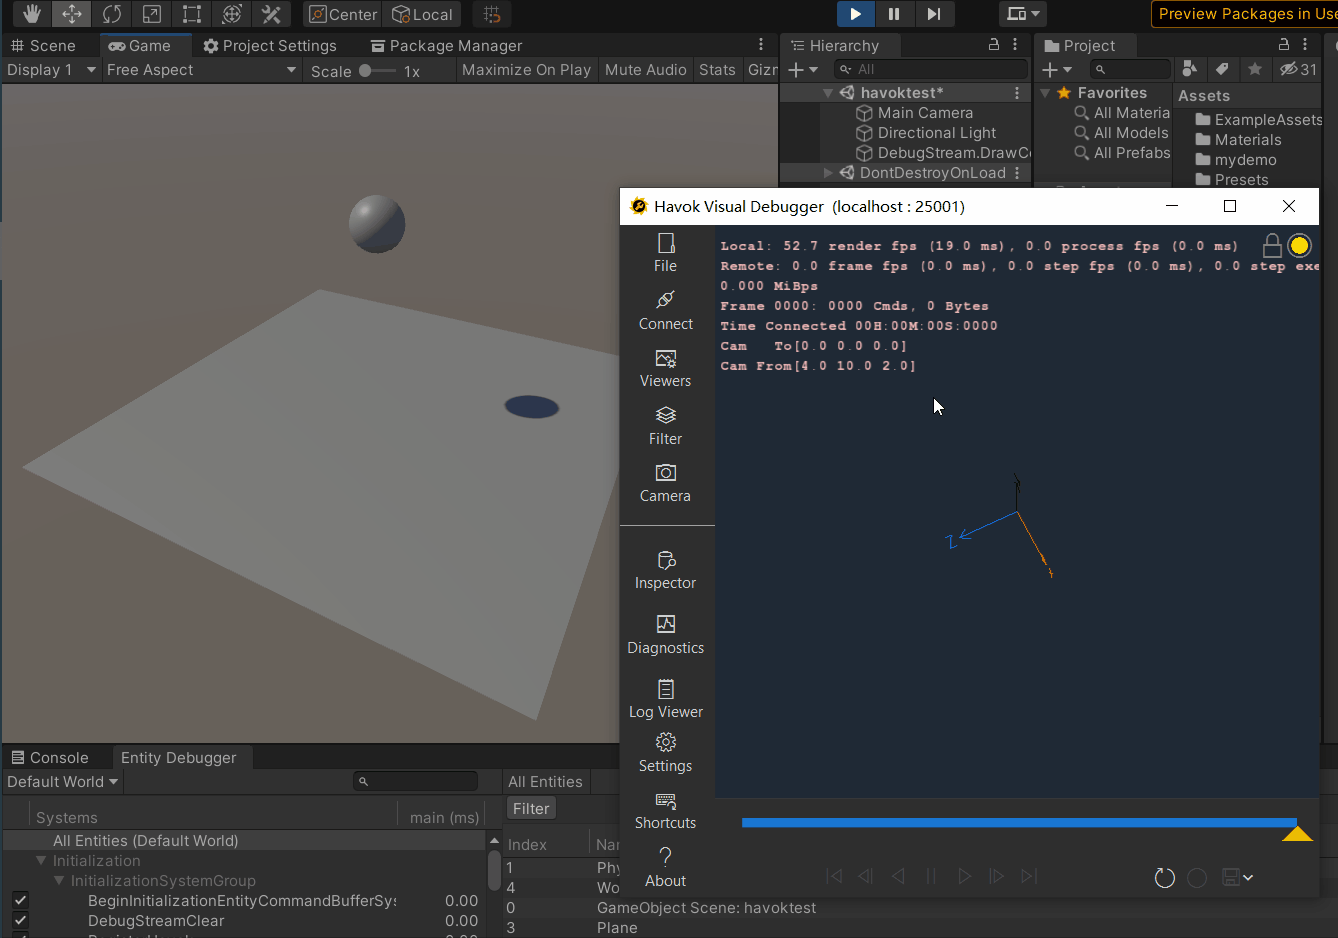 Center
Local
Preview Packages in Use
Scene
Game
Project Settings
Package Manager
Hierarchy
Project
Display 1
Free Aspect
Scale
1x
Maximize On Play
Mute Audio
Stats
Gizn
All
31
havoktest*
Main Camera
Directional Light
DebugStream.DrawCo
DontDestroyOnLoad
Favorites
All Materia
All Models
All Prefabs
Assets
ExampleAssets
Materials
mydemo
Presets
Havok Visual Debugger (localhost : 25001)
File
Connect
Viewers
Filter
Camera
Inspector
Diagnostics
Log Viewer
Settings
Shortcuts
About
Local: 52.7 render fps (19.0 ms), 0.0 process fps (0.0 ms)
Remote: 0.0 frame fps (0.0 ms), 0.0 step fps (0.0 ms), 0.0 step exe
0.000 MiBps
Frame 0000: 0000 Cmds, 0 Bytes
Time Connected 00H:00M:00S:0000
Cam To[0.0 0.0 0.0]
Cam From[4.0 10.0 2.0]
Z
Console
Entity Debugger
Default World
All Entities
Filter
Systems
main (ms)
Index
Nar
All Entities (Default World)
Initialization
InitializationSystemGroup
BeginInitializationEntityCommandBufferSys
0.00
DebugStreamClear
0.00
1
Phy
4
Wo
0
GameObject Scene: havoktest
3
Plane